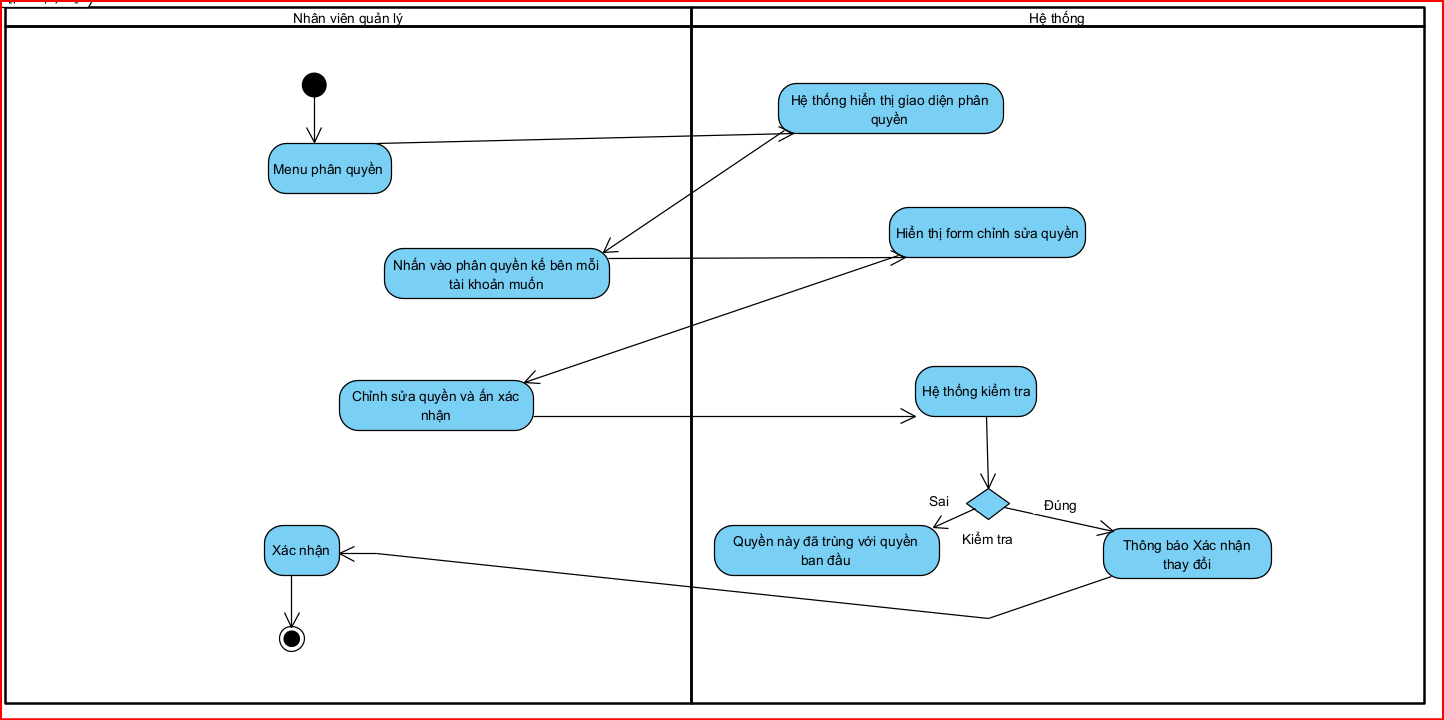 Nhân viên quản lý
Hệ thống
Hệ thống hiển thị giao diện phân
quyền
Menu phân quyền
Hiển thị form chỉnh sửa quyền
Nhấn vào phân quyền kế bên mỗi
tài khoản muốn
Chỉnh sửa quyền và ấn xác
nhận
Hệ thống kiểm tra
Sai
Đúng
Kiểm tra
Quyền này đã trùng với quyền
ban đầu
Thông báo Xác nhận
thay đổi
Xác nhận